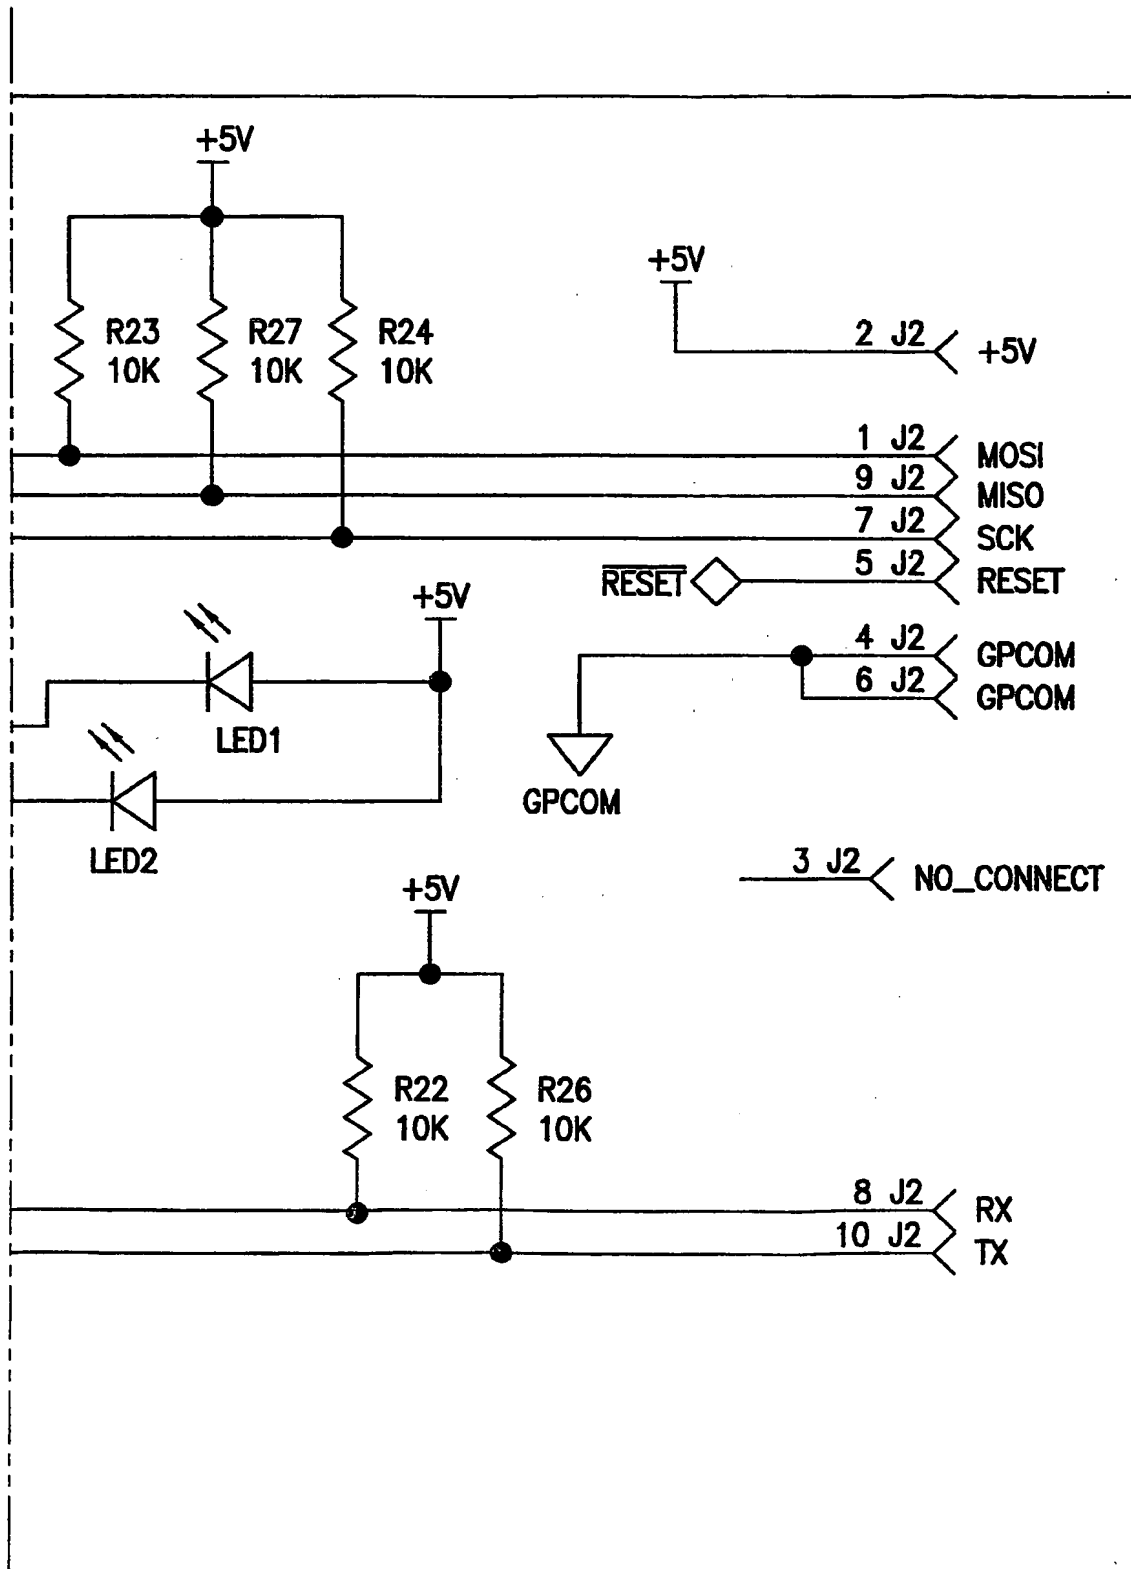 +5V
+5V
R23
10K
R27
10K
R24
10K
2 J2
+5V
1 J2
MOSI
9 J2
MISO
7 J2
SCK
RESET
5 J2
RESET
+5V
4 J2
GPCOM
6 J2
GPCOM
LED1
GPCOM
LED2
3 J2
NO_CONNECT
+5V
R22
10K
R26
10K
8 J2
RX
10 J2
TX